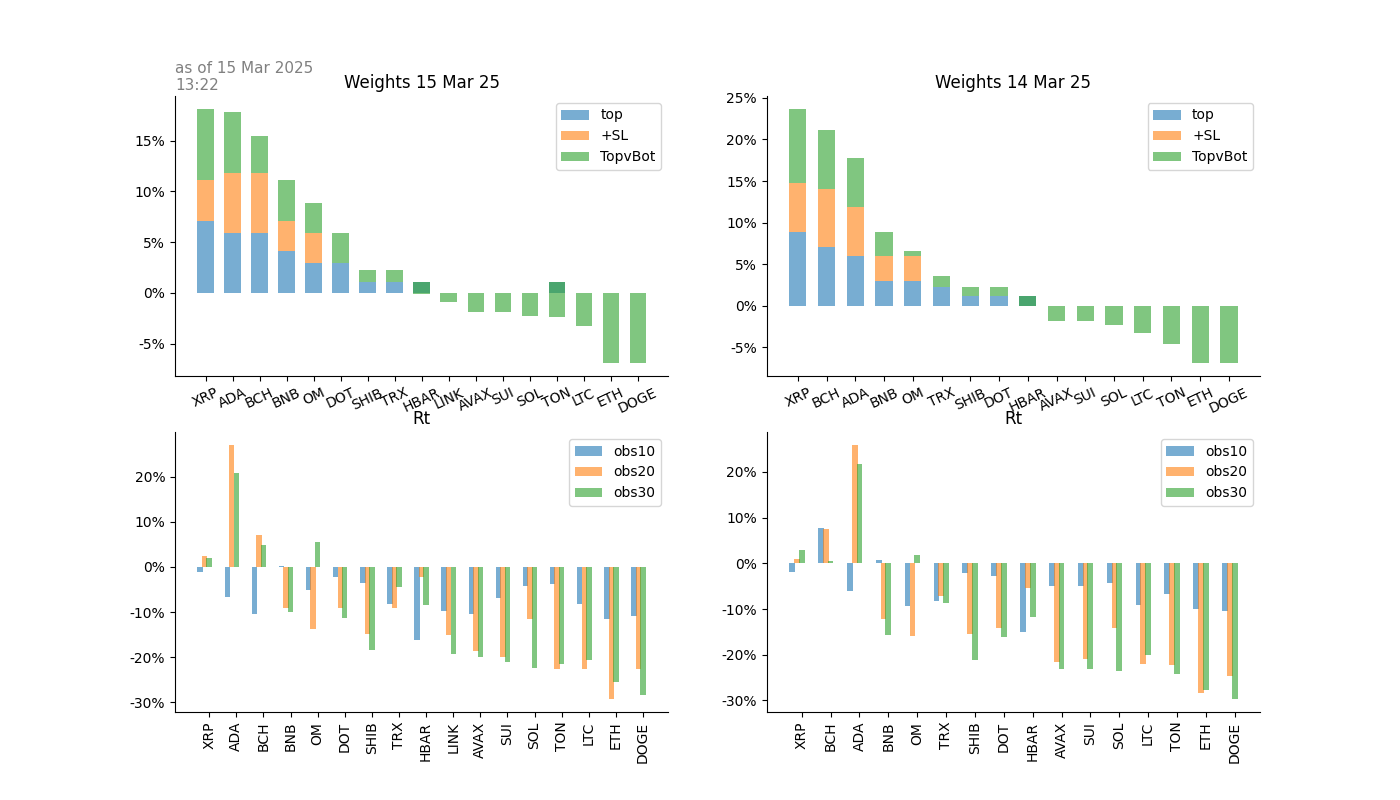 as of 15 Mar 2025
13:22
Weights 15 Mar 25
top
+SL
TopvBot
15%
10%
5%
0%
-5%
XRP ADA BCH BNB OM DOT SHIB TRX HBAR LINK AVAX SUI SOL TON LTC ETH DOGE
Weights 14 Mar 25
top
+SL
TopvBot
25%
20%
15%
10%
5%
0%
-5%
XRP BCH ADA BNB OM TRX SHIB DOT HBAR AVAX SUI SOL LTC TON ETH DOGE
Rt
obs10
obs20
obs30
20%
10%
0%
-10%
-20%
-30%
XRP ADA BCH BNB OM DOT SHIB TRX HBAR LINK AVAX SUI SOL TON LTC ETH DOGE
Rt
obs10
obs20
obs30
20%
10%
0%
-10%
-20%
-30%
XRP BCH ADA BNB OM TRX SHIB DOT HBAR AVAX SUI SOL LTC TON ETH DOGE